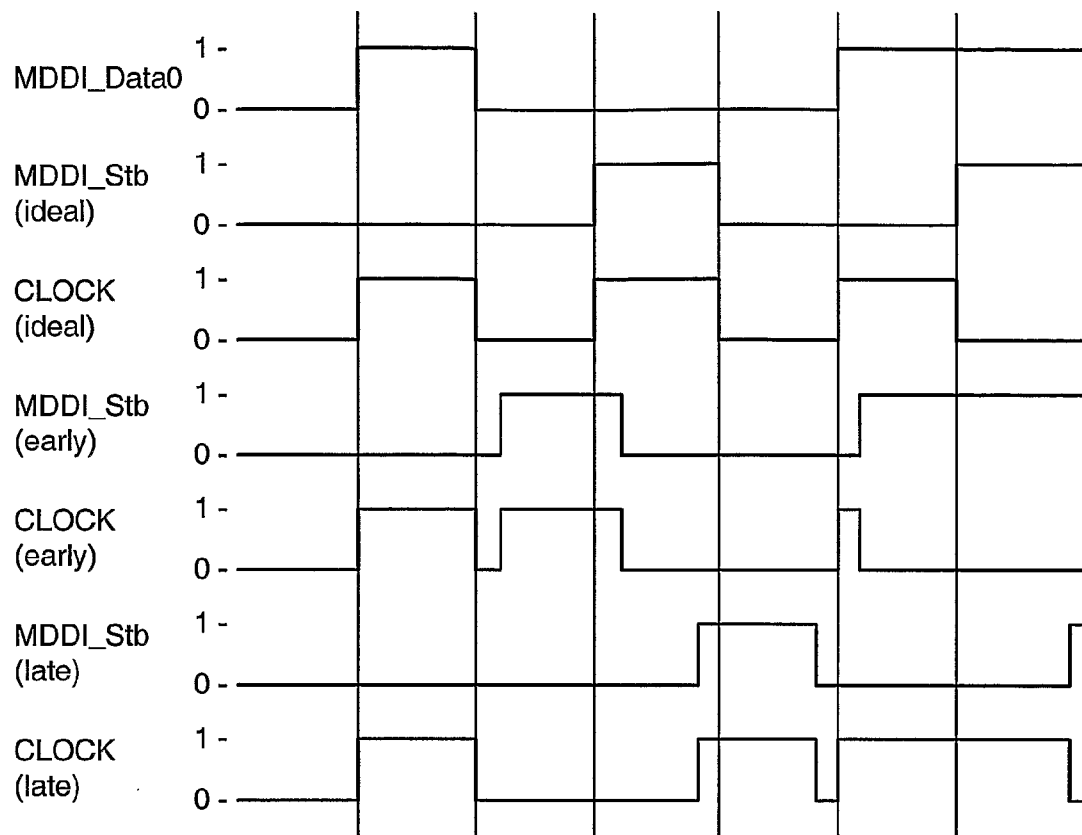 1 -
MDDI_Data0
0 -
1 -
MDDI_Stb
(ideal)
0 -
1 -
CLOCK
(ideal)
0 -
1 -
MDDI_Stb
(early)
0 -
1 -
CLOCK
(early)
0 -
1 -
MDDI_Stb
(late)
0 -
1 -
CLOCK
(late)
0 -